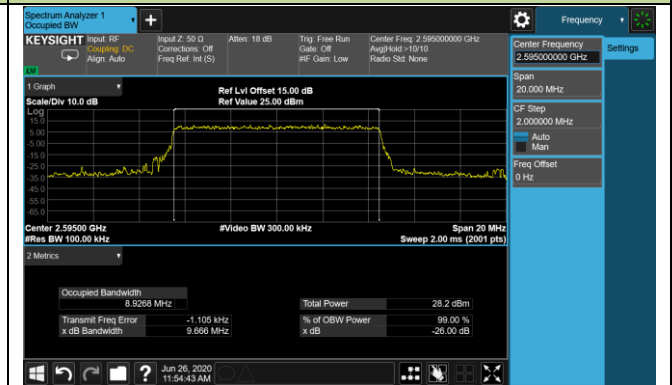 Spectrum Analyzer 1
Occupied BW
Frequency
KEYSIGHT
Input: RF
Coupling: DC
Align: Auto
Input Z: 50 Ω
Corrections: Off
Freq Ref: Int (S)
Atten: 18 dB
Trig: Free Run
Gate: Off
#IF Gain: Low
Center Freq: 2.595000000 GHz
Avg|Hold:>10/10
Radio Std: None
Center Frequency
2.595000000 GHz
Settings
Span
20.000 MHz
CF Step
2.000000 MHz
Auto
Man
Freq Offset
0 Hz
1 Graph
Scale/Div 10.0 dB
Ref Lvl Offset 15.00 dB
Ref Value 25.00 dBm
Log
15.0
5.00
-5.00
-15.0
-25.0
-35.0
-45.0
-55.0
-65.0
Center 2.59500 GHz
#Res BW 100.00 kHz
#Video BW 300.00 kHz
Span 20 MHz
Sweep 2.00 ms (2001 pts)
2 Metrics
Occupied Bandwidth
8.9268 MHz
Total Power 28.2 dBm
Transmit Freq Error -1.105 kHz
% of OBW Power 99.00 %
x dB Bandwidth 9.666 MHz
x dB -26.00 dB
Jun 26, 2020
11:54:43 AM